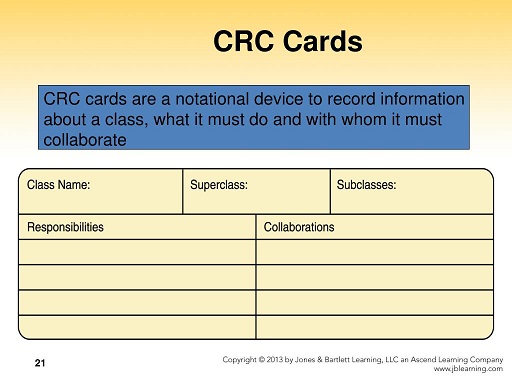 CRC Cards
CRC cards are a notational device to record information
about a class, what it must do and with whom it must
collaborate
Class Name: Superclass: Subclasses:
Responsibilities Collaborations
21
Copyright © 2013 by Jones & Bartlett Learning, LLC an Ascend Learning Company
www.jblearning.com